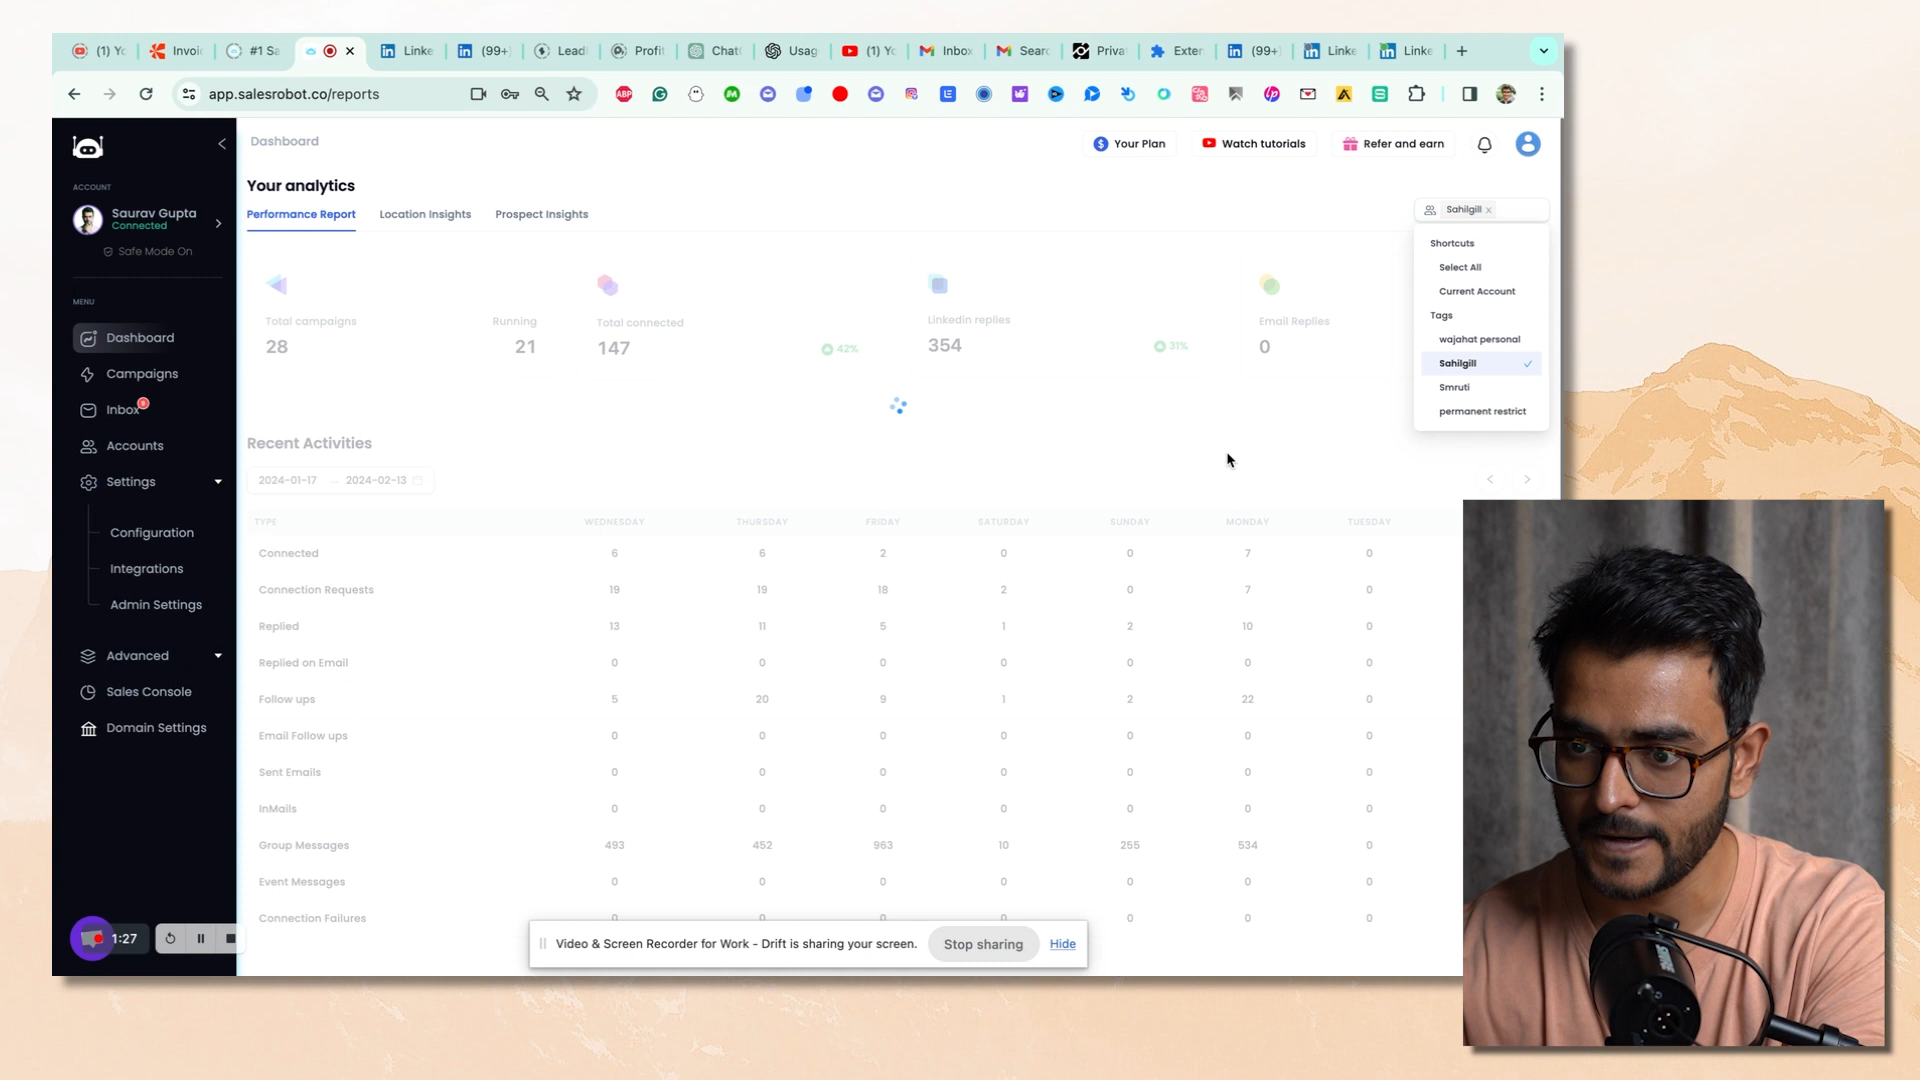 (1) Yo
Invoic
#1 Sa
Linke
(99+)
Leadl
Profit
Chat
Usag
(1) Yo
Inbox
Searc
Priva
Exter
(99+)
Linke
Linke
app.salesrobot.co/reports
ABP
Dashboard
Your Plan
Watch tutorials
Refer and earn
ACCOUNT
Saurav Gupta
Connected
Safe Mode On
MENU
Dashboard
Campaigns
Inbox
Accounts
Settings
Configuration
Integrations
Admin Settings
Advanced
Sales Console
Domain Settings
1:27
Your analytics
Performance Report Location Insights Prospect Insights
Sahilgill x
Shortcuts
Select All
Current Account
Tags
wajahat personal
Sahilgill
Smruti
permanent restrict
Total campaigns Running Total connected Linkedin replies Email Replies
28 21 147 42% 354 31% 0
Recent Activities
2024-01-17 → 2024-02-13
TYPE WEDNESDAY THURSDAY FRIDAY SATURDAY SUNDAY MONDAY TUESDAY
Connected 6 6 2 0 0 7 0
Connection Requests 19 19 18 2 0 7 0
Replied 13 11 5 1 2 10 0
Replied on Email 0 0 0 0 0 0 0
Follow ups 5 20 9 1 2 22 0
Email Follow ups 0 0 0 0 0 0 0
Sent Emails 0 0 0 0 0 0 0
InMails 0 0 0 0 0 0 0
Group Messages 493 452 963 10 255 534 0
Event Messages 0 0 0 0 0 0 0
Connection Failures 0 0 0 0 0 0 0
Video & Screen Recorder for Work - Drift is sharing your screen. Stop sharing Hide